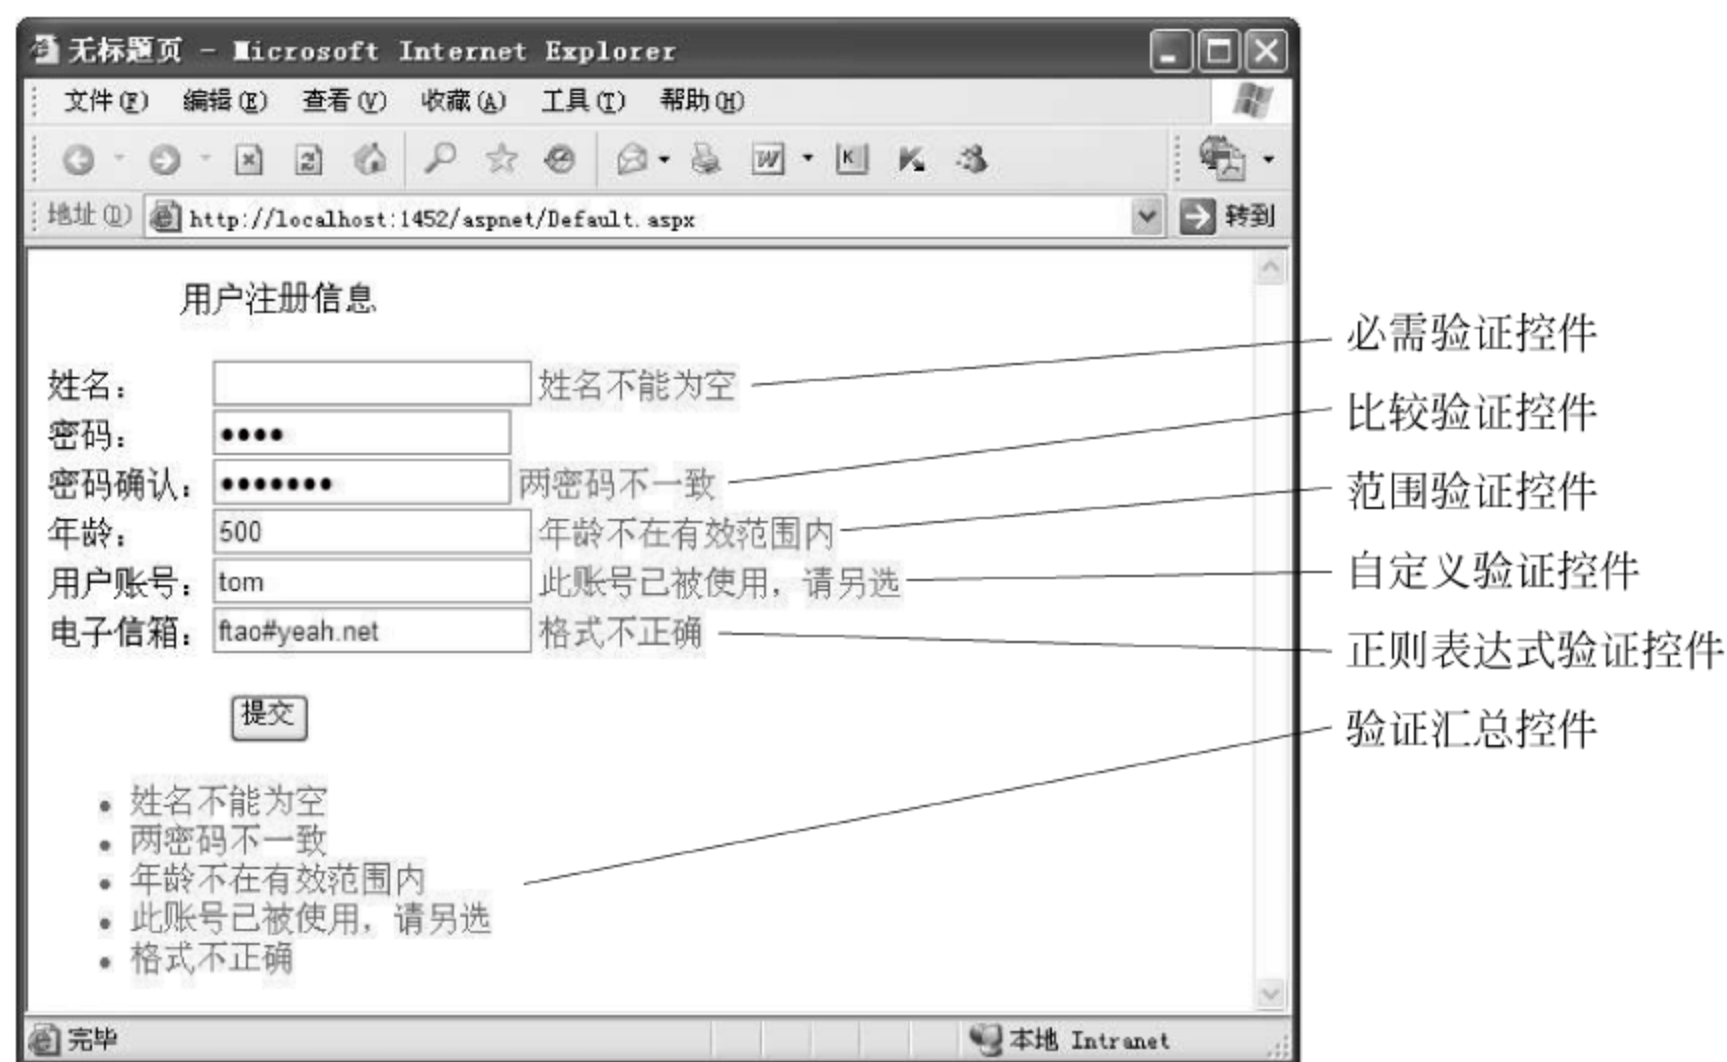 无标题页 - Microsoft Internet Explorer
文件(F) 编辑(E) 查看(V) 收藏(A) 工具(T) 帮助(H)
地址(D) http://localhost:1452/aspnet/Default.aspx 转到
用户注册信息
必需验证控件
姓名： 姓名不能为空
比较验证控件
密码： ••••
密码确认： ••••••• 两密码不一致
范围验证控件
年龄： 500 年龄不在有效范围内
自定义验证控件
用户账号： tom 此账号已被使用，请另选
电子信箱： ftao#yeah.net 格式不正确
正则表达式验证控件
提交
验证汇总控件
• 姓名不能为空
• 两密码不一致
• 年龄不在有效范围内
• 此账号已被使用，请另选
• 格式不正确
完毕 本地 Intranet